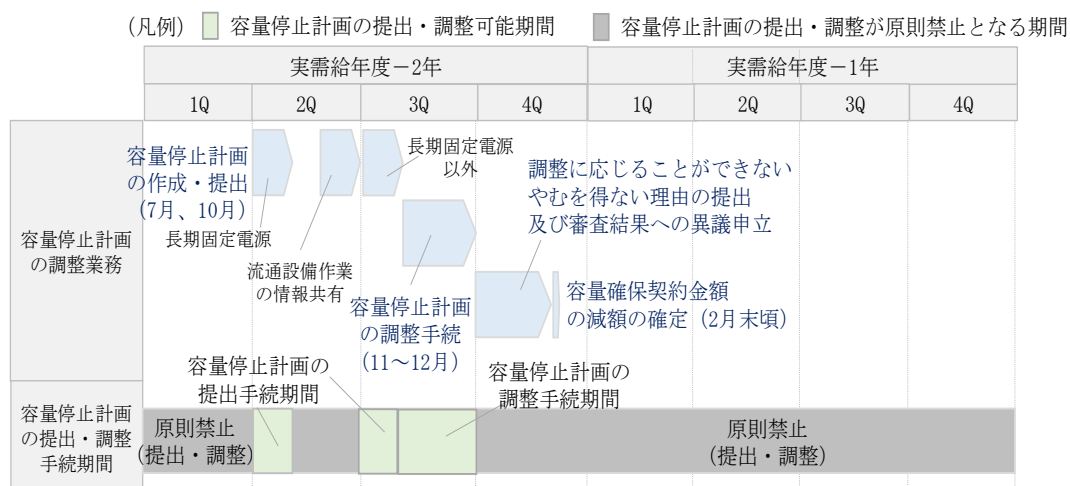 (凡例) 容量停止計画の提出・調整可能期間 容量停止計画の提出・調整が原則禁止となる期間
実需給年度－2年 実需給年度－1年
1Q 2Q 3Q 4Q 1Q 2Q 3Q 4Q
容量停止計画
の調整業務
容量停止計画
の作成・提出
(7月、10月)
長期固定電源
流通設備作業
の情報共有
長期固定電源
以外
容量停止計画
の調整手続
(11～12月)
調整に応じることができない
やむを得ない理由の提出
及び審査結果への異議申立
容量確保契約金額
の減額の確定（2月末頃）
容量停止計画
の提出・調整
手続期間
容量停止計画の
提出手続期間
容量停止計画の
調整手続期間
原則禁止
(提出・調整)
原則禁止
(提出・調整)